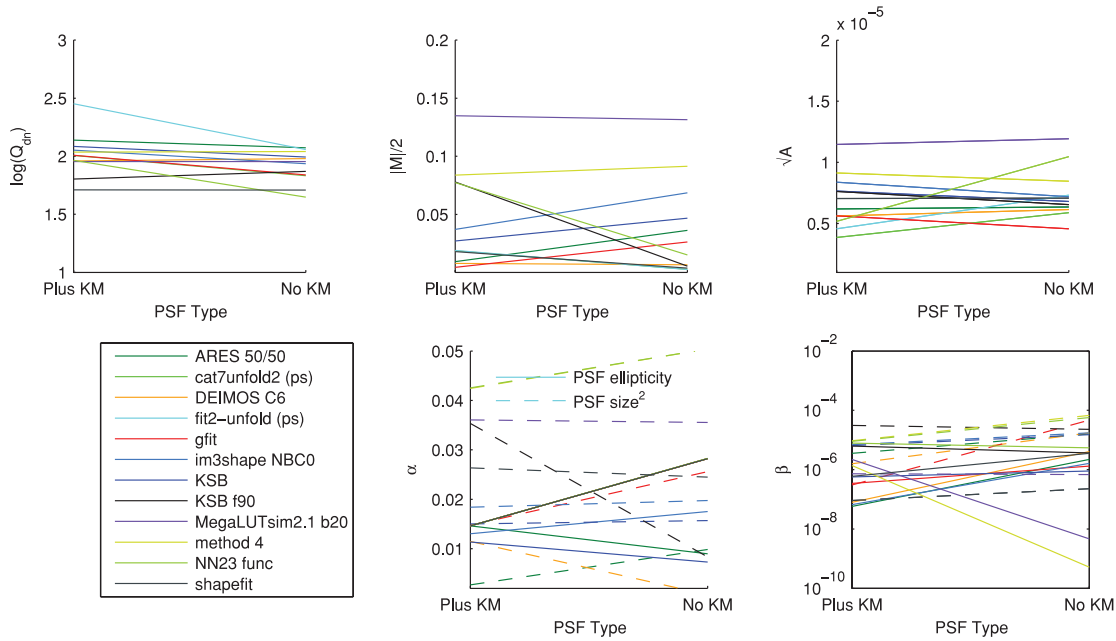 3
2.5
2
1.5
1
log(Q_dn)
Plus KM
No KM
PSF Type
0.2
0.15
0.1
0.05
|M|/2
Plus KM
No KM
PSF Type
x 10^−5
2
1.5
1
0.5
√A
Plus KM
No KM
PSF Type
ARES 50/50
cat7unfold2 (ps)
DEIMOS C6
fit2−unfold (ps)
gfit
im3shape NBC0
KSB
KSB f90
MegaLUTsim2.1 b20
method 4
NN23 func
shapefit
0.05
0.04
0.03
0.02
0.01
α
PSF ellipticity
PSF size^2
Plus KM
No KM
PSF Type
10^−2
10^−4
10^−6
10^−8
10^−10
β
Plus KM
No KM
PSF Type